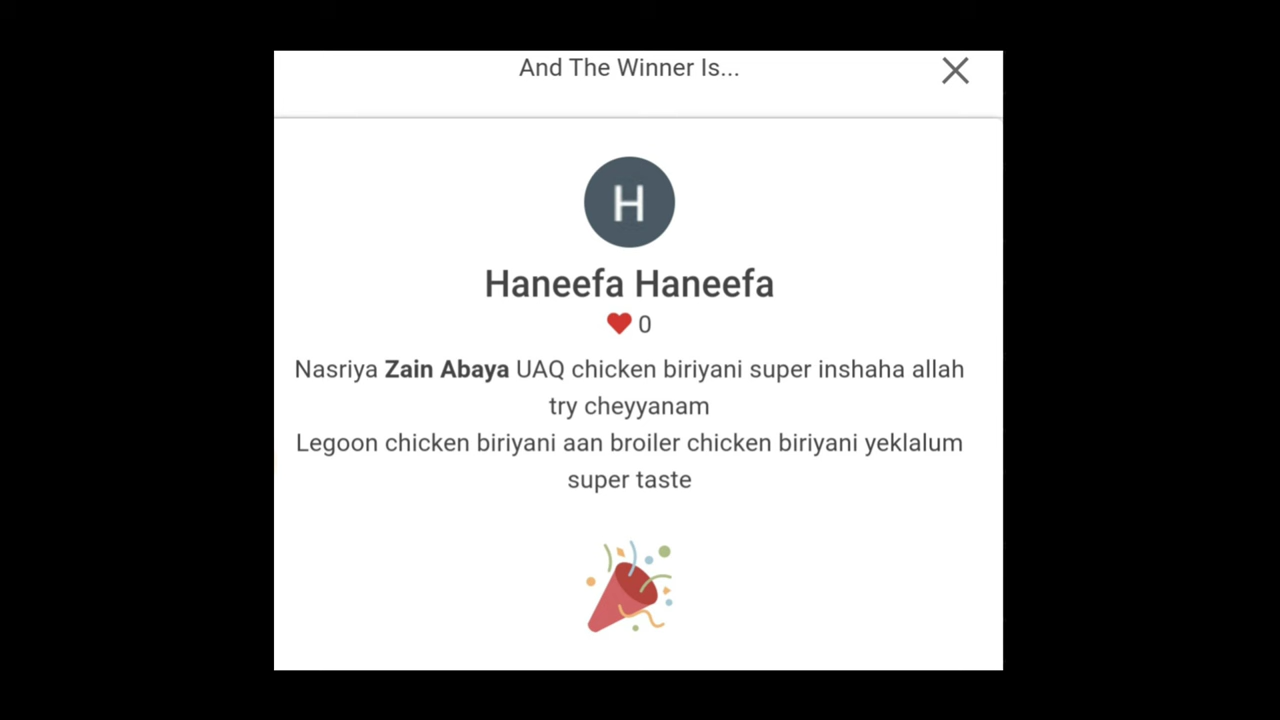 And The Winner Is...
H
Haneefa Haneefa
0
Nasriya Zain Abaya UAQ chicken biriyani super inshaha allah
try cheyyanam
Legoon chicken biriyani aan broiler chicken biriyani yeklalum
super taste